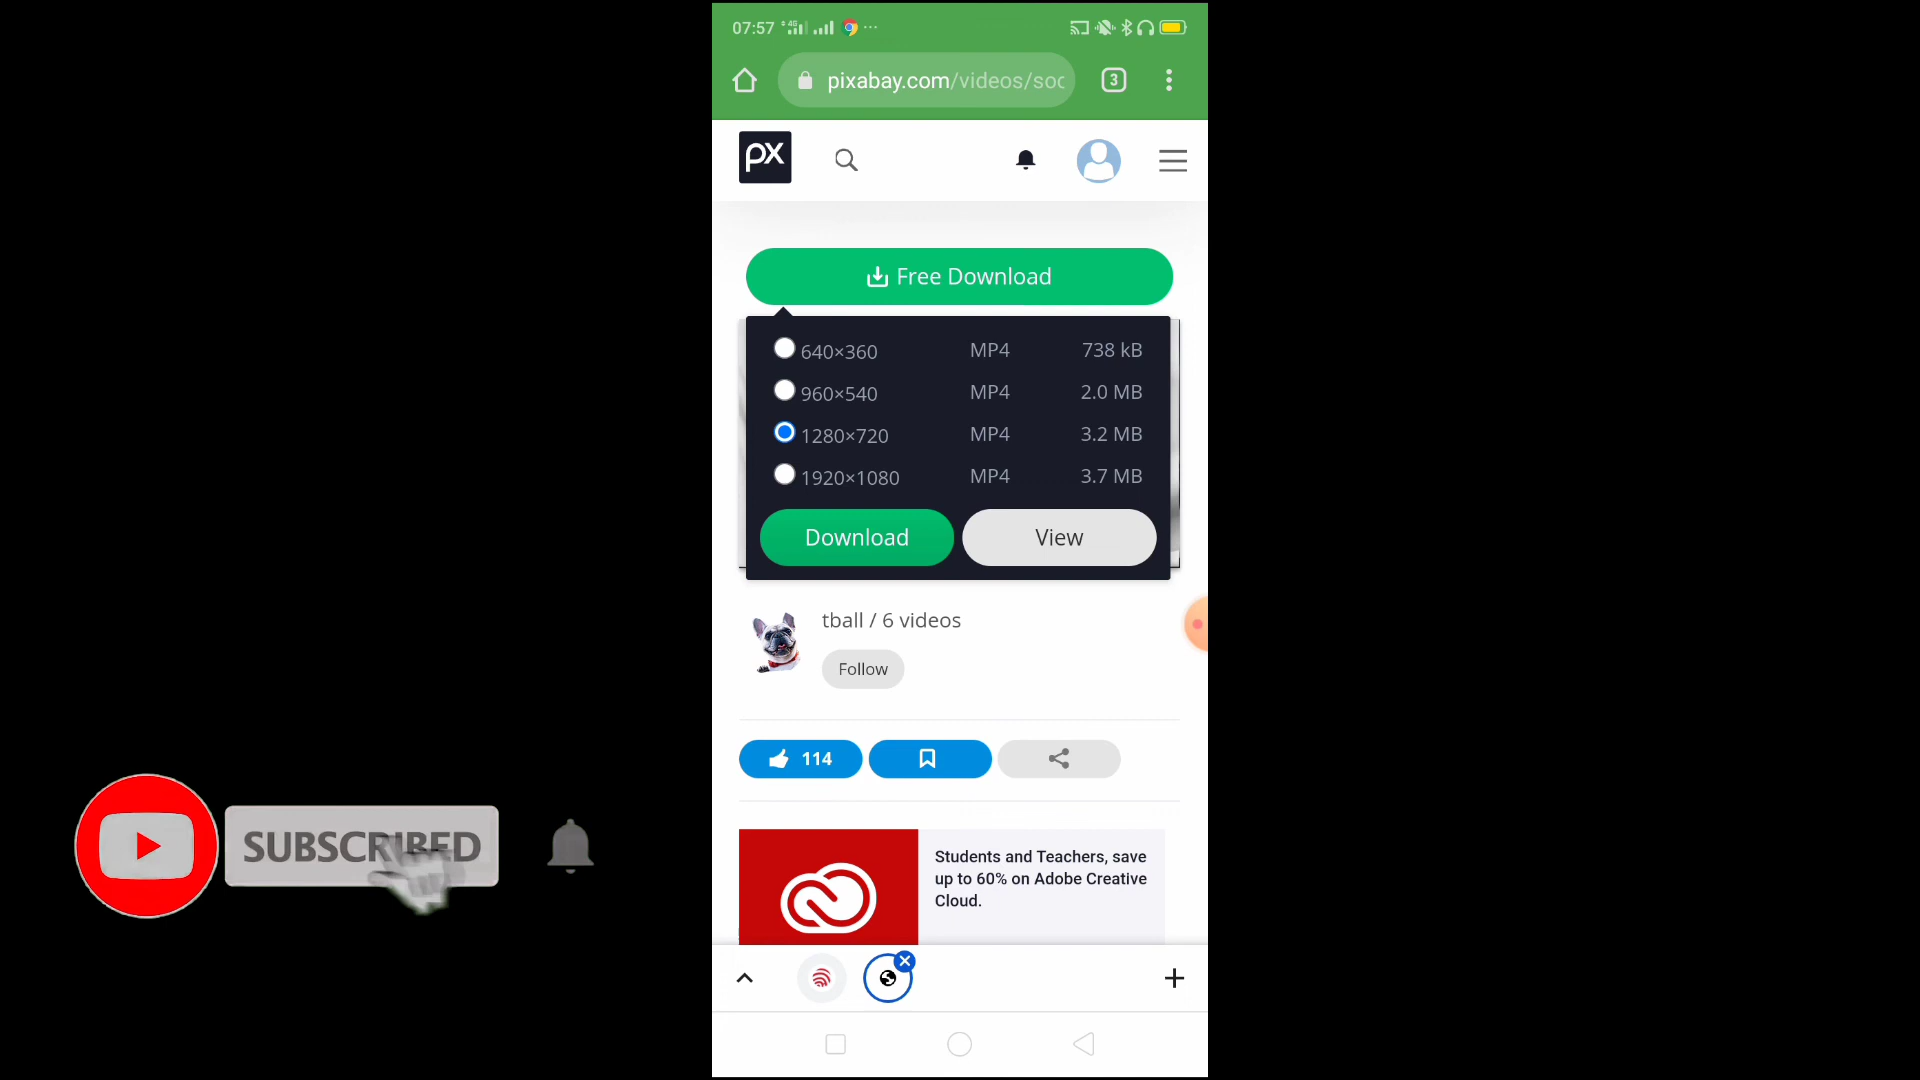 07:57 4G
pixabay.com/videos/soc
3
px
Free Download
640×360 MP4 738 kB
960×540 MP4 2.0 MB
1280×720 MP4 3.2 MB
1920×1080 MP4 3.7 MB
Download View
tball / 6 videos
Follow
114
Students and Teachers, save
up to 60% on Adobe Creative
Cloud.
SUBSCRIBED